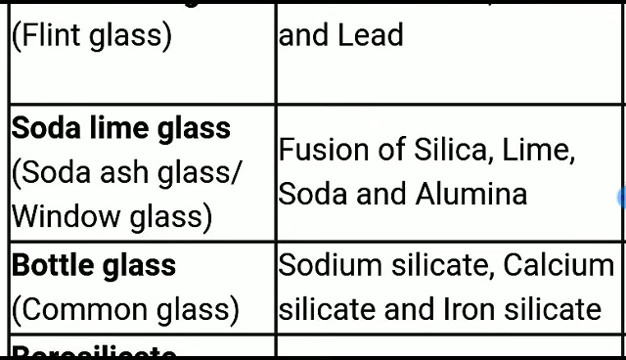 (Flint glass)
and Lead
Soda lime glass
(Soda ash glass/
Window glass)
Fusion of Silica, Lime,
Soda and Alumina
Bottle glass
(Common glass)
Sodium silicate, Calcium
silicate and Iron silicate
Borosilicate